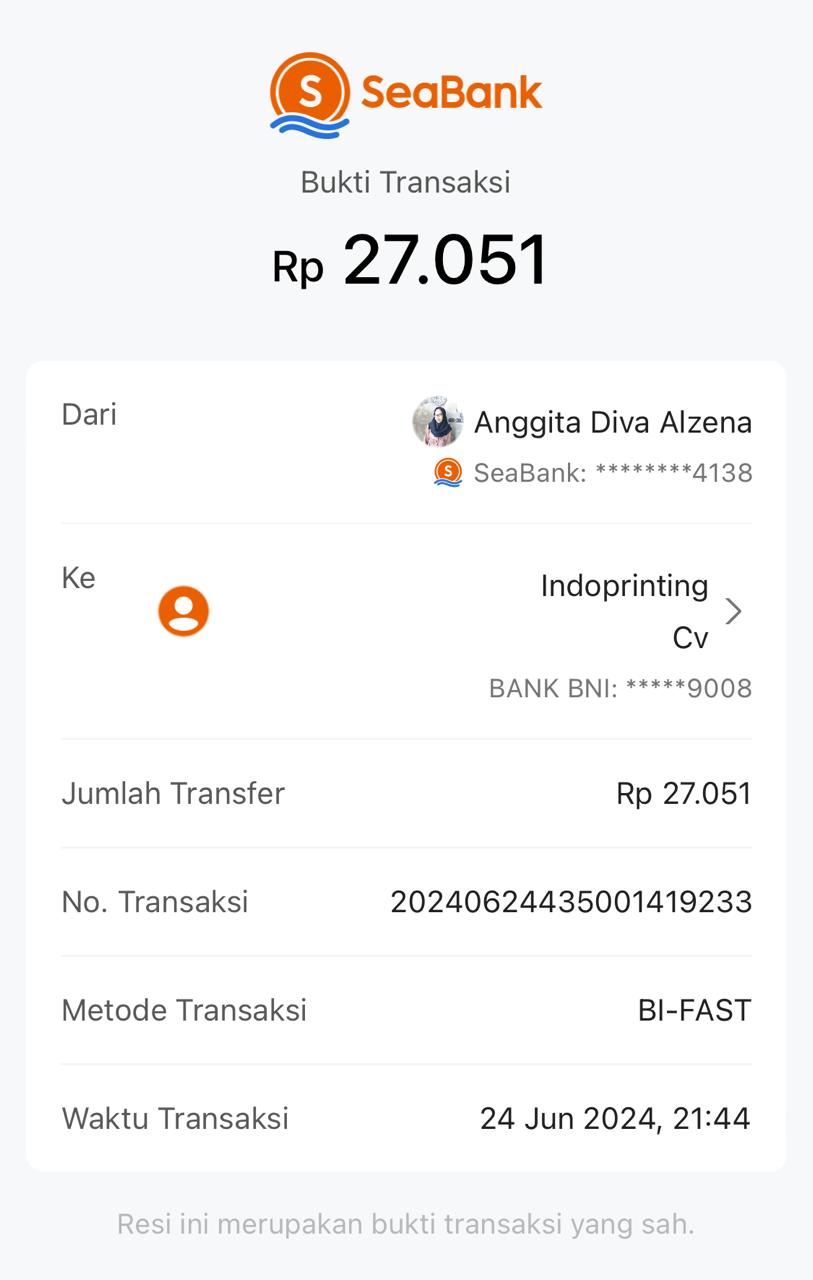 SeaBank
Bukti Transaksi
Rp 27.051
Dari
Anggita Diva Alzena
SeaBank: ********4138
Ke
Indoprinting
Cv
BANK BNI: *****9008
Jumlah Transfer Rp 27.051
No. Transaksi 20240624435001419233
Metode Transaksi BI-FAST
Waktu Transaksi 24 Jun 2024, 21:44
Resi ini merupakan bukti transaksi yang sah.